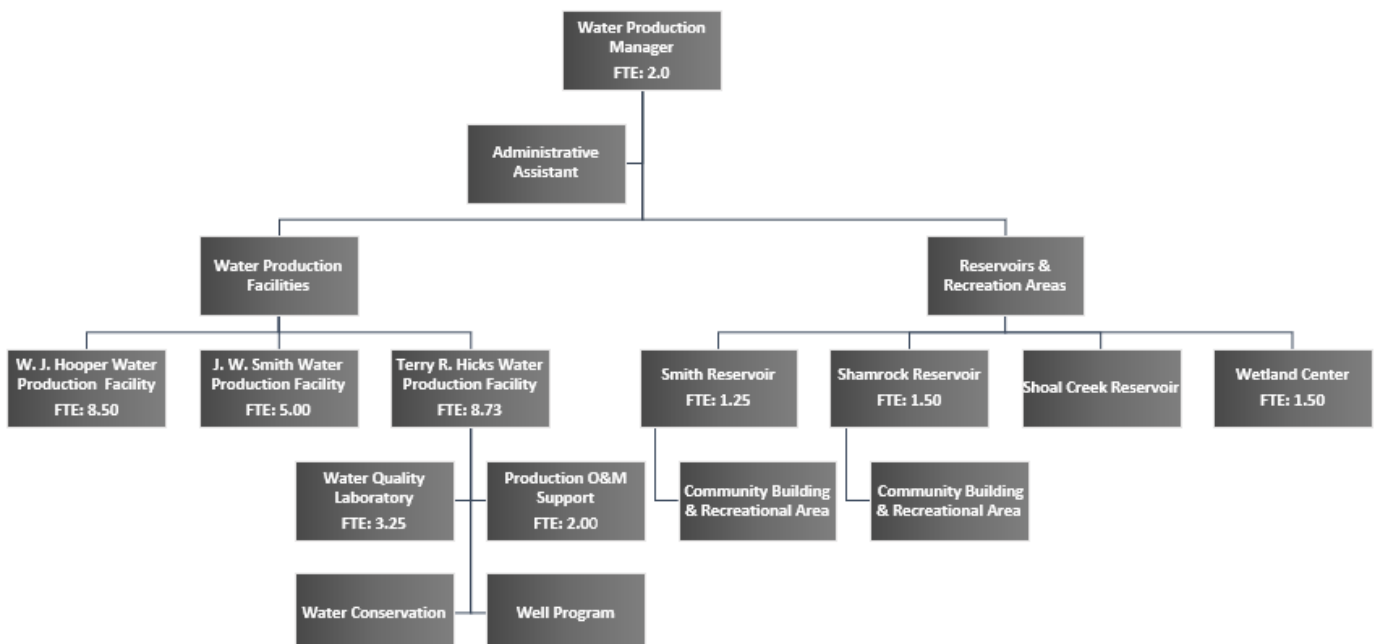 Water Production
Manager
FTE: 2.0
Administrative
Assistant
Water Production
Facilities
Reservoirs &
Recreation Areas
W. J. Hooper Water
Production Facility
FTE: 8.50
J. W. Smith Water
Production Facility
FTE: 5.00
Terry R. Hicks Water
Production Facility
FTE: 8.73
Smith Reservoir
FTE: 1.25
Shamrock Reservoir
FTE: 1.50
Shoal Creek Reservoir
Wetland Center
FTE: 1.50
Water Quality
Laboratory
FTE: 3.25
Production O&M
Support
FTE: 2.00
Community Building
& Recreational Area
Community Building
& Recreational Area
Water Conservation
Well Program